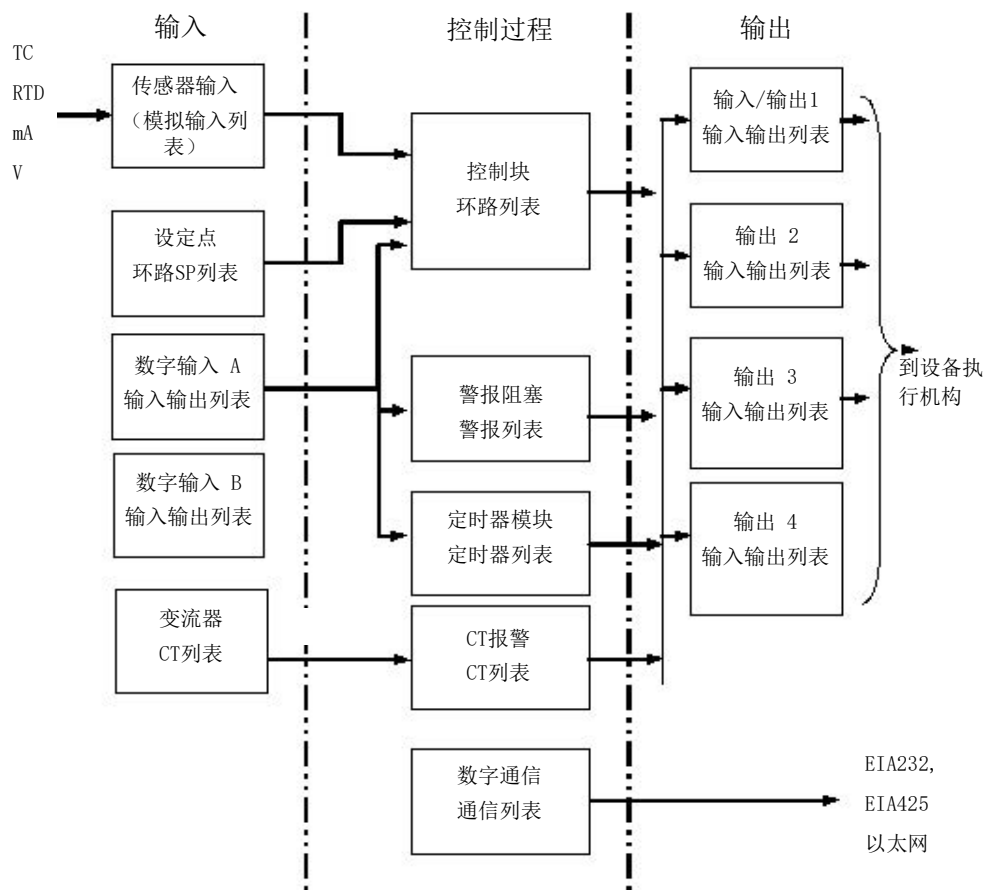 输入
控制过程
输出
TC
RTD
mA
V
传感器输入
（模拟输入列
表）
设定点
环路SP列表
数字输入 A
输入输出列表
数字输入 B
输入输出列表
变流器
CT列表
控制块
环路列表
警报阻塞
警报列表
定时器模块
定时器列表
CT报警
CT列表
数字通信
通信列表
输入/输出1
输入输出列表
输出 2
输入输出列表
输出 3
输入输出列表
输出 4
输入输出列表
到设备执
行机构
EIA232,
EIA425
以太网